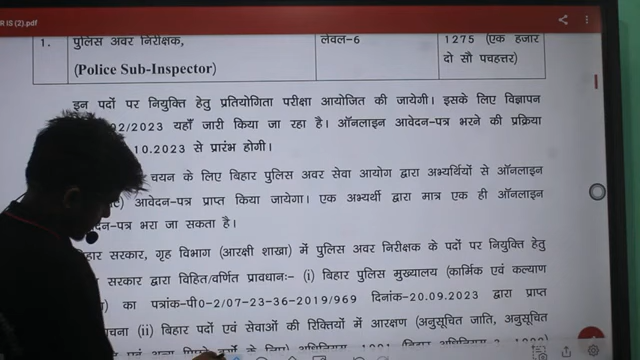 R IS (2).pdf
1. पुलिस अवर निरीक्षक, लेवल-6 1275 (एक हजार
(Police Sub-Inspector) दो सौ पचहत्तर)
इन पदों पर नियुक्ति हेतु प्रतियोगिता परीक्षा आयोजित की जायेगी। इसके लिए विज्ञापन
02/2023 यहाँ जारी किया जा रहा है। ऑनलाइन आवेदन-पत्र भरने की प्रक्रिया
.10.2023 से प्रारंभ होगी।
चयन के लिए बिहार पुलिस अवर सेवा आयोग द्वारा अभ्यर्थियों से ऑनलाइन
आवेदन-पत्र प्राप्त किया जायेगा। एक अभ्यर्थी द्वारा मात्र एक ही ऑनलाइन
दन-पत्र भरा जा सकता है।
हार सरकार, गृह विभाग (आरक्षी शाखा) में पुलिस अवर निरीक्षक के पदों पर नियुक्ति हेतु
सरकार द्वारा विहित/वर्णित प्रावधानः- (i) बिहार पुलिस मुख्यालय (कार्मिक एवं कल्याण
) का पत्रांक-पी0-2/07-23-36-2019/969 दिनांक-20.09.2023 द्वारा प्राप्त
चना (ii) बिहार पदों एवं सेवाओं की रिक्तियों में आरक्षण (अनुसूचित जाति, अनुसूचित